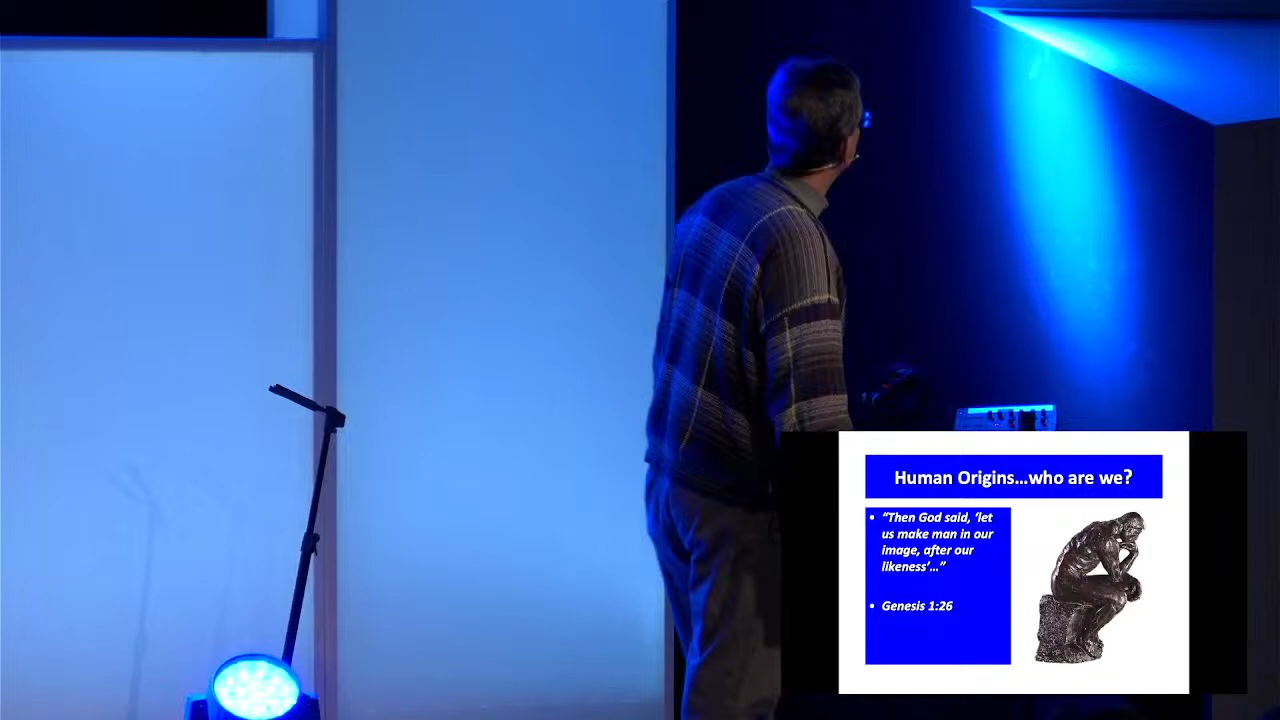 Human Origins…who are we?
• “Then God said, ‘let
us make man in our
image, after our
likeness’…”
• Genesis 1:26